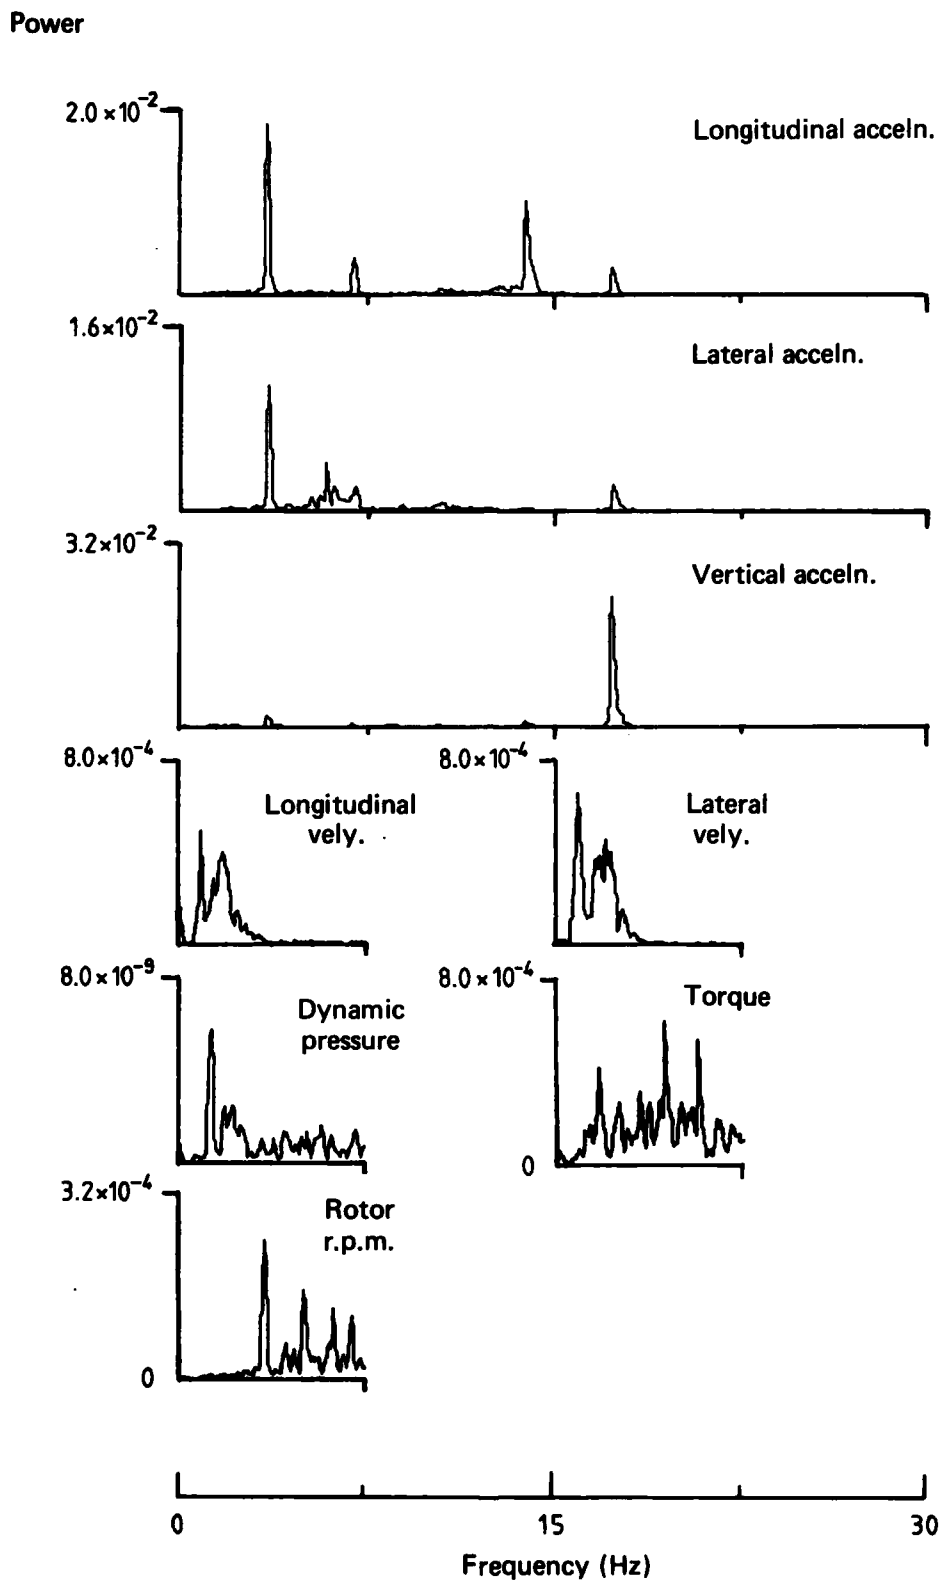 Power
2.0×10⁻²
Longitudinal acceln.
1.6×10⁻²
Lateral acceln.
3.2×10⁻²
Vertical acceln.
8.0×10⁻⁴
Longitudinal
vely.
8.0×10⁻⁴
Lateral
vely.
8.0×10⁻⁹
Dynamic
pressure
8.0×10⁻⁴
Torque
0
3.2×10⁻⁴
Rotor
r.p.m.
0
0 15 30
Frequency (Hz)